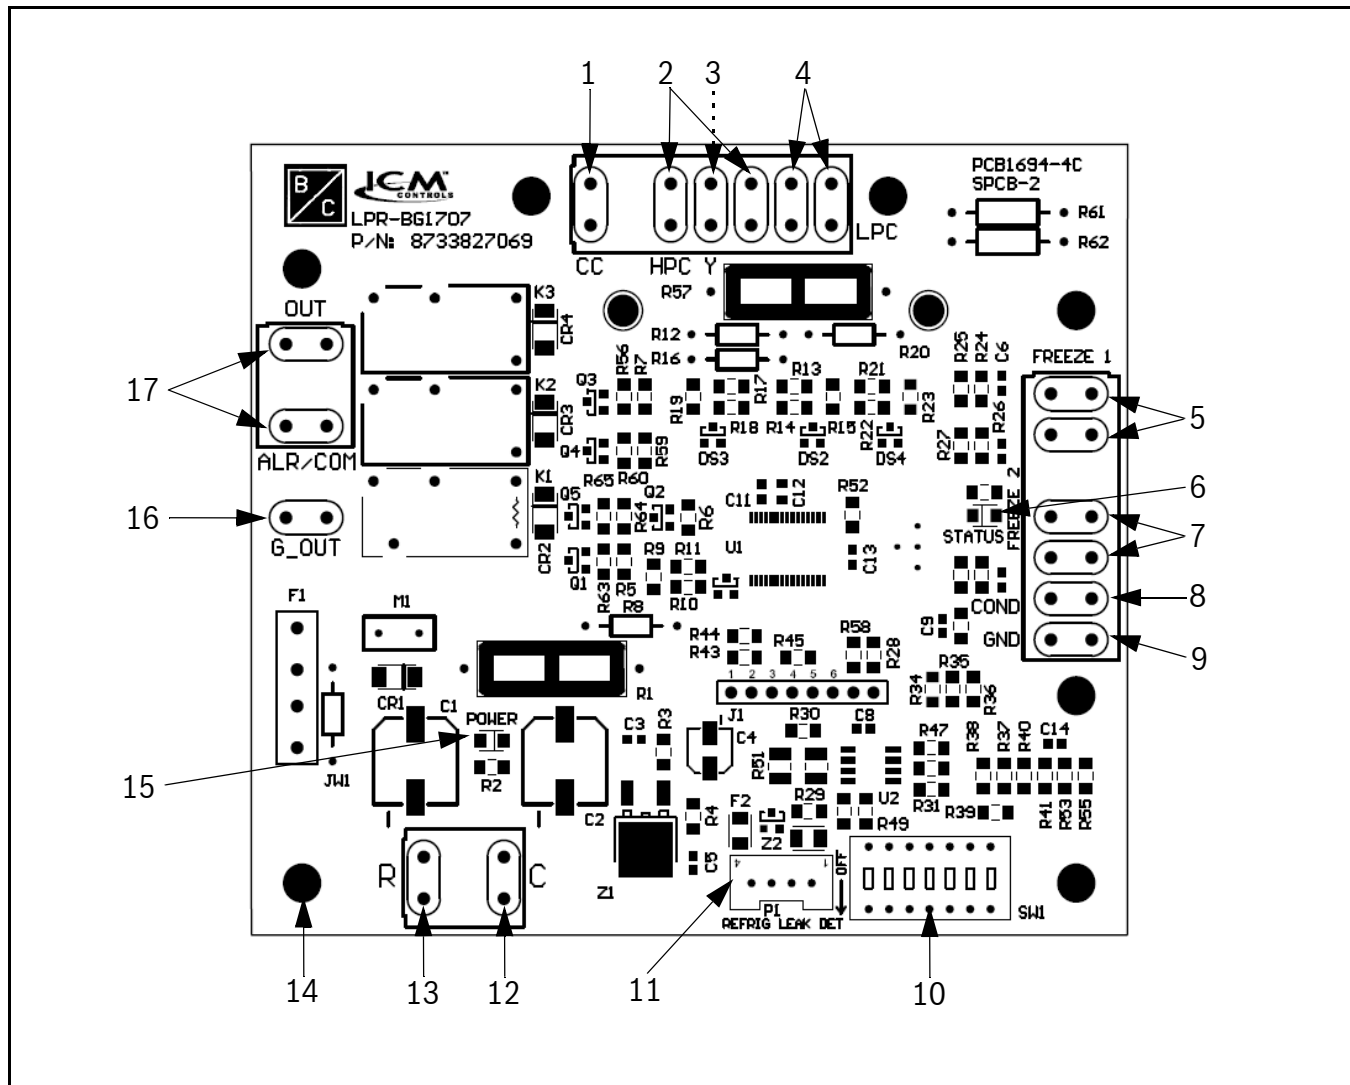 1 2 3 4
B/C ICM™ CONTROLS
LPR-BG1707
P/N: 8733827069
PCB1694-4C
SPCB-2
R61
R62
LPC
CC HPC Y
R57
OUT
K3
CR4
R12
R16
R20
R56 R7
R25 R24 C6
FREEZE 1
17
K2
CR3
Q3
R19 R17 R13 R21 R23
R18 R14 R15 R22
R26
R27
5
ALR/COM
Q4
R59
DS3 DS2 DS4
R65 R60
K1
Q5 Q2
R64
R6
C11 C12
R52
FREEZE 2
6
16
G_OUT
STATUS
7
CR2
Q1
R63 R5
R9 R11
R10
U1
C13
F1
M1
R8
COND
8
C9
GND
9
R44
R43
R45
R58
R28
CR1
R1
1 2 3 4 5 6
J1
R34 R35 R36
C1
POWER
C3 R3
C4
R30 C8
R47
R38 R37 R40 C14
15
JW1
R2
R51
R31
U2
R41 R53 R55
C2
R4
F2
R29
R49
R39
Z2
R C
Z1
C5
4 1
OFF
P1
REFRIG LEAK DET
SW1
14 13 12 11 10